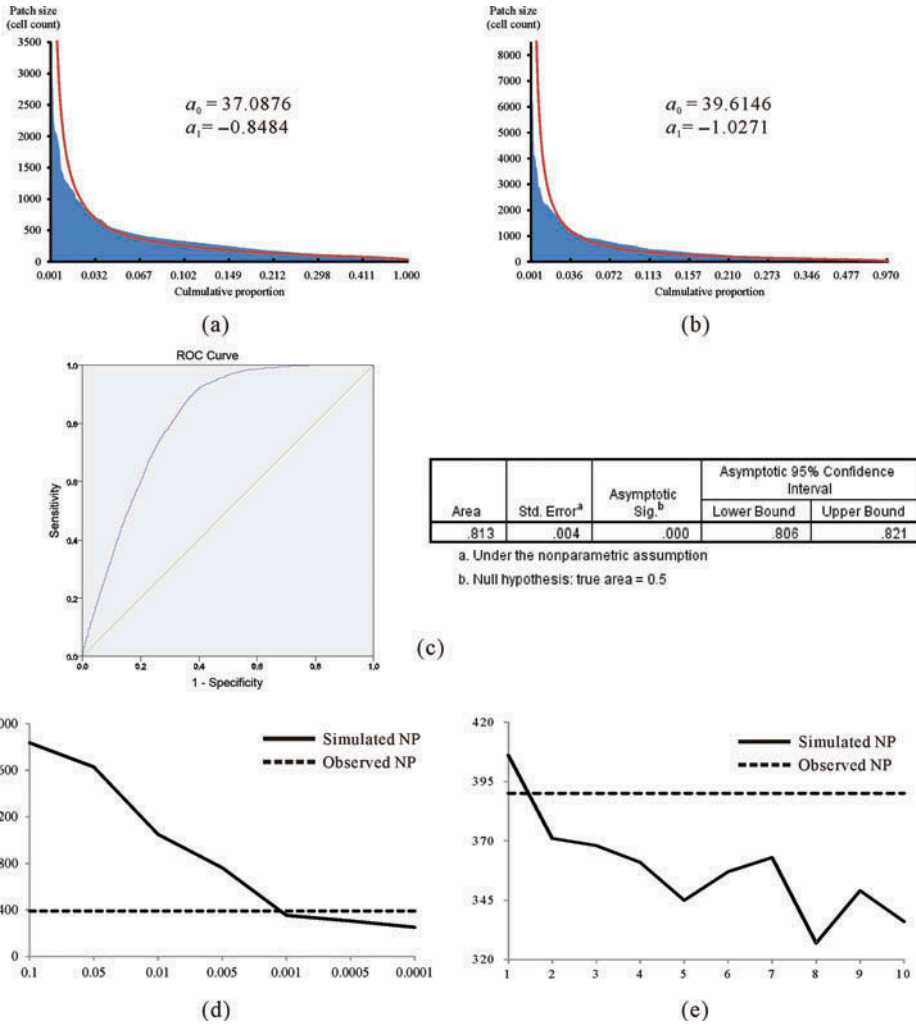 Patch size
(cell count)
3500
3000
2500
2000
1500
1000
500
0
a₀ = 37.0876
a₁= −0.8484
0.001 0.032 0.067 0.102 0.149 0.212 0.298 0.411 1.000
Culmulative proportion
(a)
Patch size
(cell count)
8000
7000
6000
5000
4000
3000
2000
1000
0
a₀ = 39.6146
a₁= −1.0271
0.001 0.036 0.072 0.113 0.157 0.210 0.273 0.346 0.477 0.970
Culmulative proportion
(b)
ROC Curve
1.0
0.8
0.6
0.4
0.2
0.0
Sensitivity
0.0 0.2 0.4 0.6 0.8 1.0
1 - Specificity
Area Std. Errorᵃ Asymptotic Sig.ᵇ Asymptotic 95% Confidence Interval
Lower Bound Upper Bound
.813 .004 .000 .806 .821
a. Under the nonparametric assumption
b. Null hypothesis: true area = 0.5
(c)
000
600
200
800
400
0
Simulated NP
Observed NP
0.1 0.05 0.01 0.005 0.001 0.0005 0.0001
(d)
420
395
370
345
320
Simulated NP
Observed NP
1 2 3 4 5 6 7 8 9 10
(e)